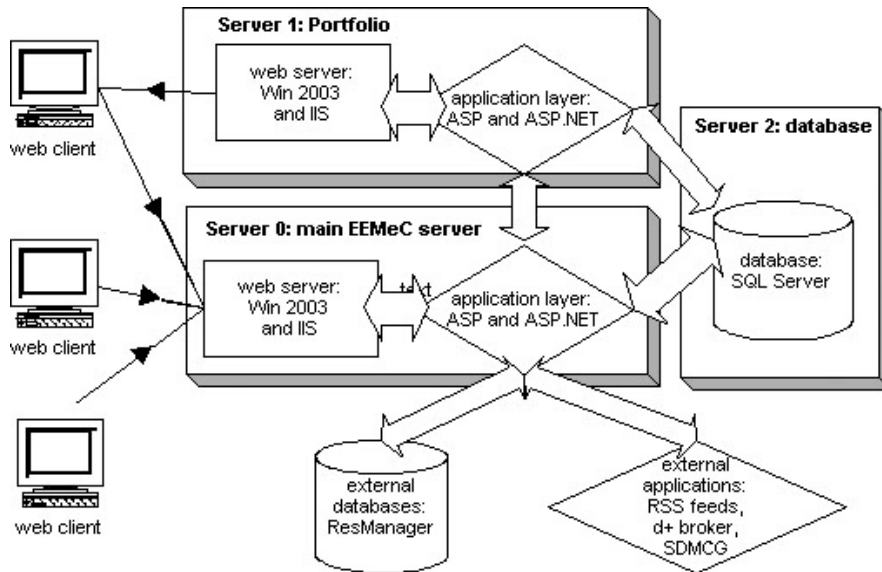 Server 1: Portfolio
web server:
Win 2003
and IIS
application layer:
ASP and ASP.NET
web client
Server 2: database
database:
SQL Server
Server 0: main EEMeC server
web server:
Win 2003
and IIS
text
application layer:
ASP and ASP.NET
web client
web client
external
databases:
ResManager
external
applications:
RSS feeds,
d+ broker,
SDMCG